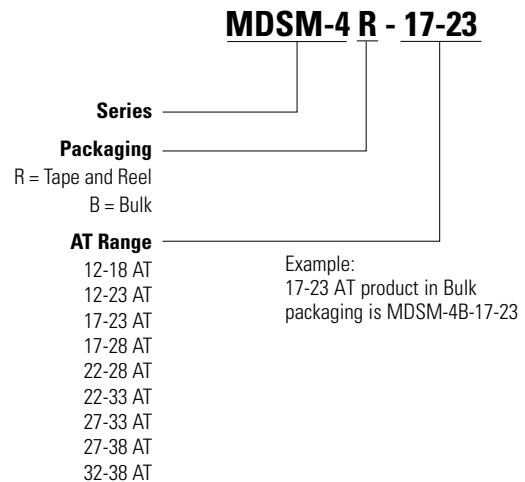 MDSM-4 R - 17-23
Series
Packaging
R = Tape and Reel
B = Bulk
AT Range
12-18 AT
12-23 AT
17-23 AT
17-28 AT
22-28 AT
22-33 AT
27-33 AT
27-38 AT
32-38 AT
Example:
17-23 AT product in Bulk
packaging is MDSM-4B-17-23